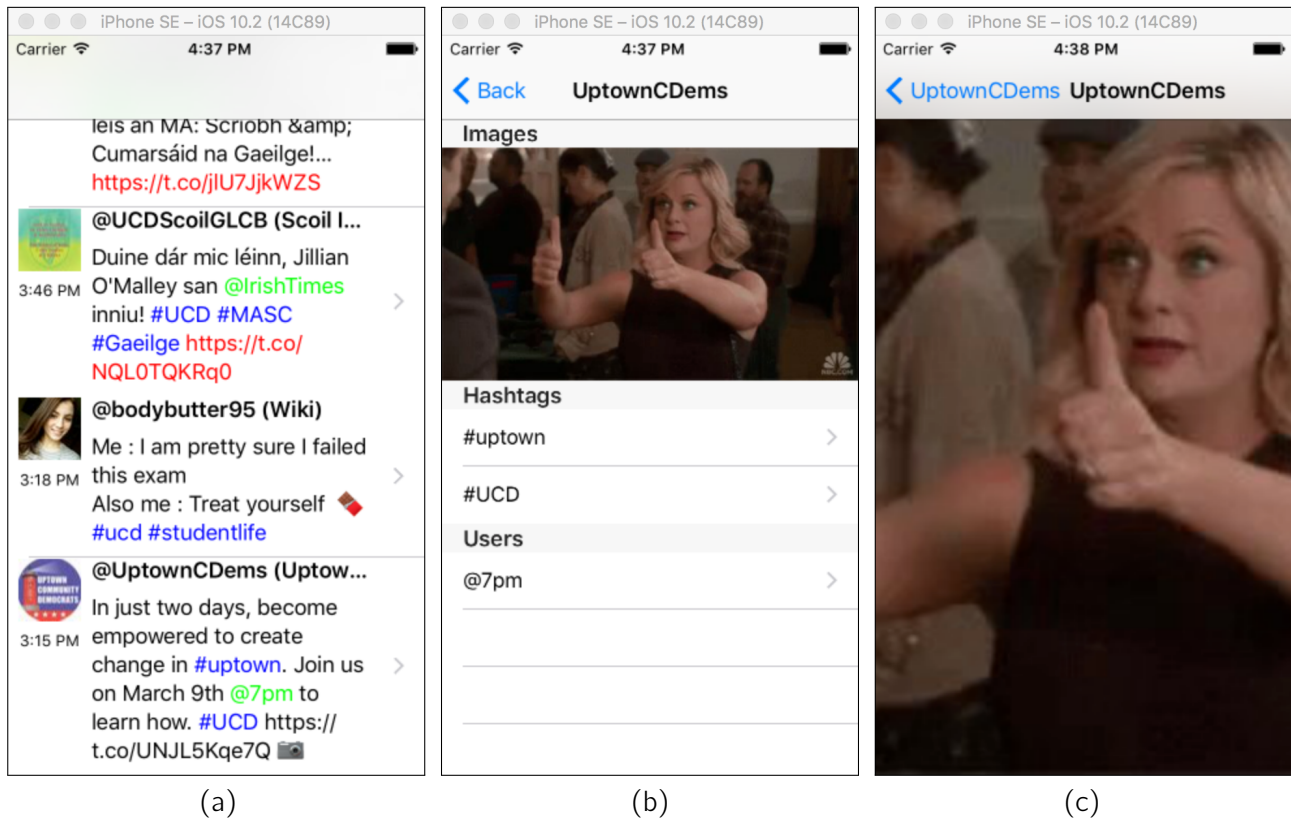 iPhone SE – iOS 10.2 (14C89)
Carrier
4:37 PM
leis an MA: Scríobh &amp;
Cumarsáid na Gaeilge!...
https://t.co/jlU7JjkWZS
@UCDScoilGLCB (Scoil I...
Duine dár mic léinn, Jillian
3:46 PM
O'Malley san @IrishTimes
inniu! #UCD #MASC
#Gaeilge https://t.co/
NQL0TQKRq0
@bodybutter95 (Wiki)
Me : I am pretty sure I failed
3:18 PM
this exam
Also me : Treat yourself 🍫
#ucd #studentlife
@UptownCDems (Uptow...
UPTOWN
COMMUNITY
DEMOCRATS
In just two days, become
3:15 PM
empowered to create
change in #uptown. Join us
on March 9th @7pm to
learn how. #UCD https://
t.co/UNJL5Kqe7Q 📷
(a)
iPhone SE – iOS 10.2 (14C89)
Carrier
4:37 PM
Back
UptownCDems
Images
NBC.COM
Hashtags
#uptown
#UCD
Users
@7pm
(b)
iPhone SE – iOS 10.2 (14C89)
Carrier
4:38 PM
UptownCDems
UptownCDems
(c)